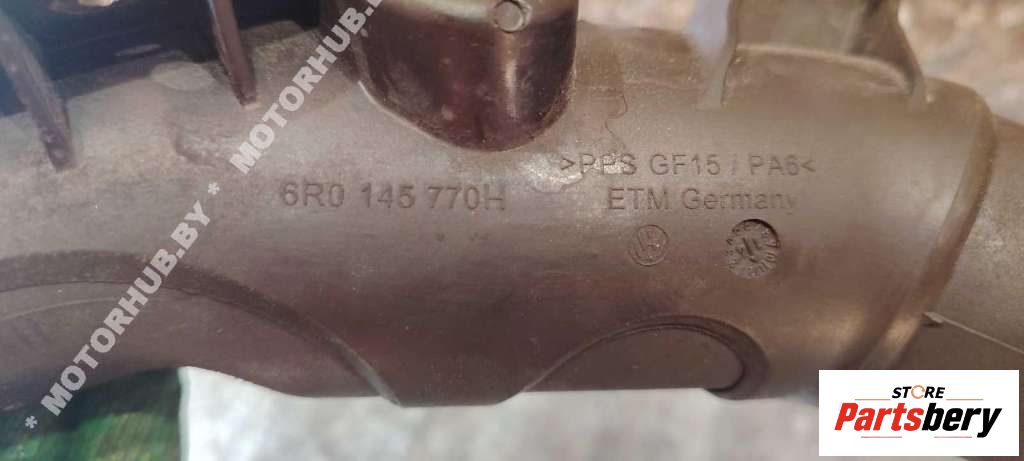 * MOTORHUB.BY * MOTORHUB.BY
6R0 145 770H
>PPS GF15 / PA6<
ETM Germany
STORE
Partsbery